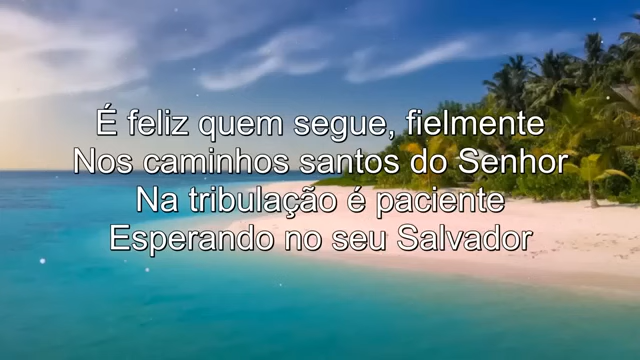 É feliz quem segue, fielmente
Nos caminhos santos do Senhor
Na tribulação é paciente
Esperando no seu Salvador